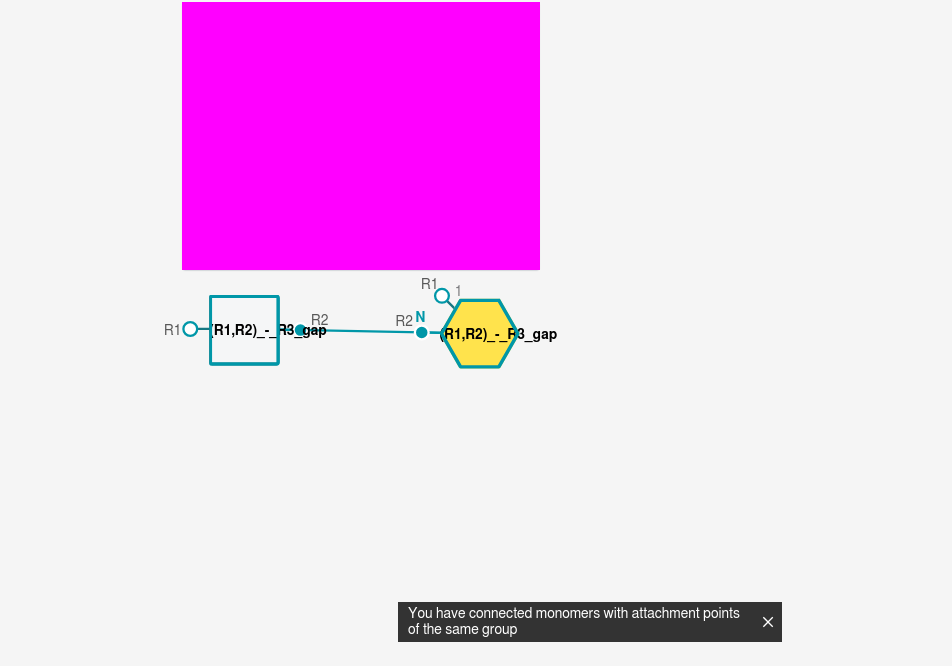 R1
1
N
R1
(R1,R2)_-_R3_gap
R2
R2
(R1,R2)_-_R3_gap
You have connected monomers with attachment points
of the same group